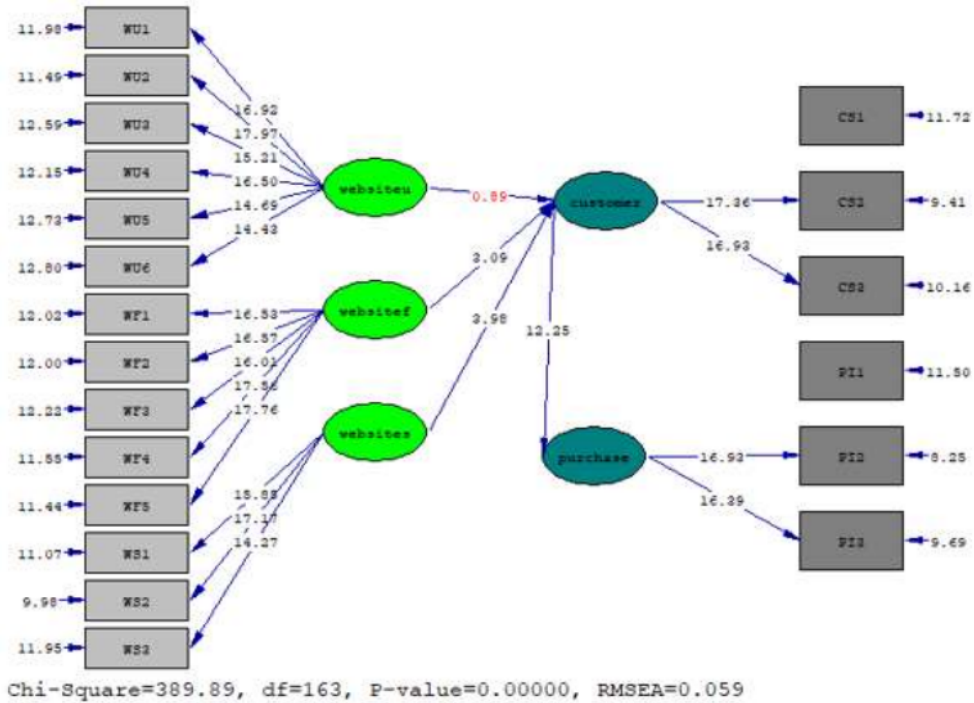 11.98 WU1
11.49 WU2
12.59 WU3
12.15 WU4
12.73 WU5
12.80 WU6
12.02 WF1
12.00 WF2
12.22 WF3
11.55 WF4
11.44 WF5
11.07 WS1
9.98 WS2
11.95 WS3
16.92
17.97
15.21
16.50
14.69
14.43
16.53
16.57
16.01
17.76
17.17
14.27
websiteu
websitef
websites
0.89
3.09
3.98
12.25
customer
purchase
17.36
16.93
16.93
16.39
CS1 11.72
CS2 9.41
CS3 10.16
PI1 11.50
PI2 8.25
PI3 9.69
Chi-Square=389.89, df=163, P-value=0.00000, RMSEA=0.059